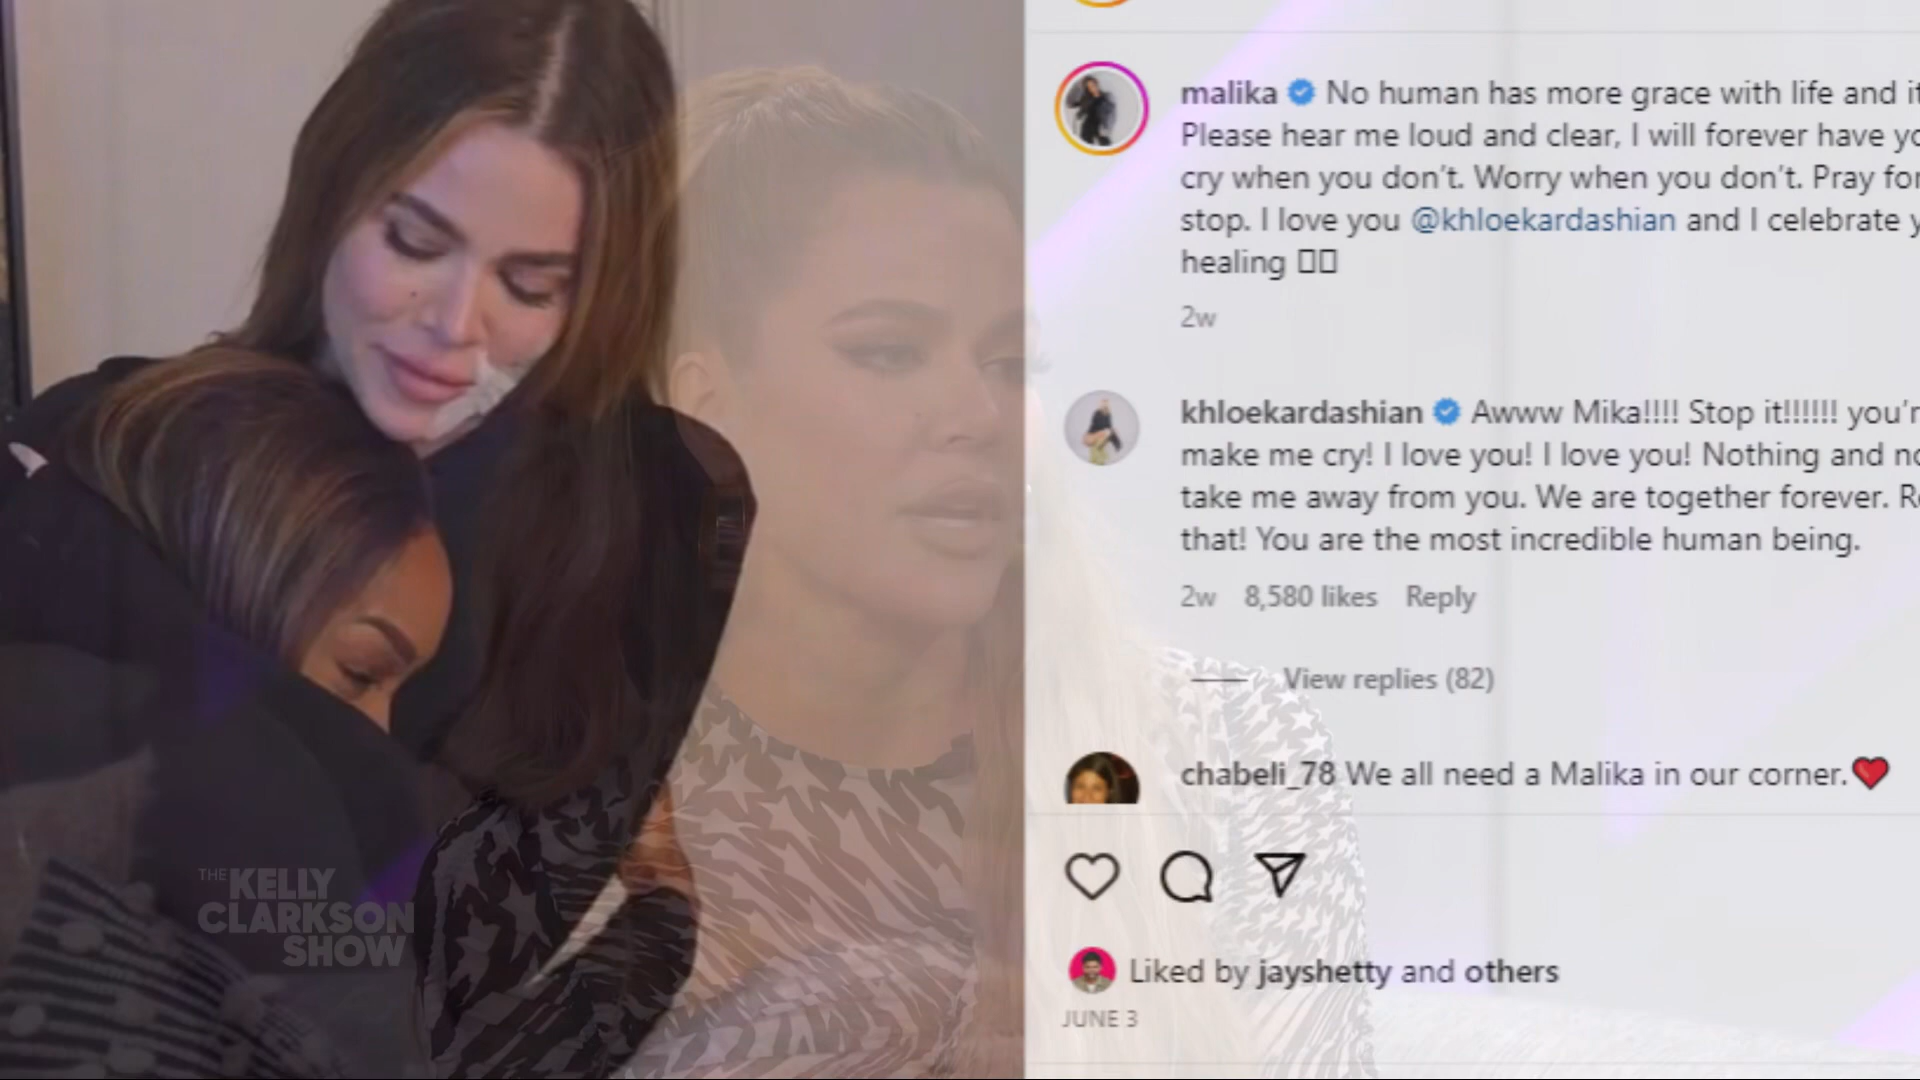 malika No human has more grace with life and it
Please hear me loud and clear, I will forever have yo
cry when you don't. Worry when you don't. Pray for
stop. I love you @khloekardashian and I celebrate y
healing
2w
khloekardashian Awww Mika!!!! Stop it!!!!!! you'r
make me cry! I love you! I love you! Nothing and no
take me away from you. We are together forever. Re
that! You are the most incredible human being.
2w 8,580 likes Reply
View replies (82)
chabeli_78 We all need a Malika in our corner.❤️
Liked by jayshetty and others
JUNE 3
THE KELLY
CLARKSON
SHOW